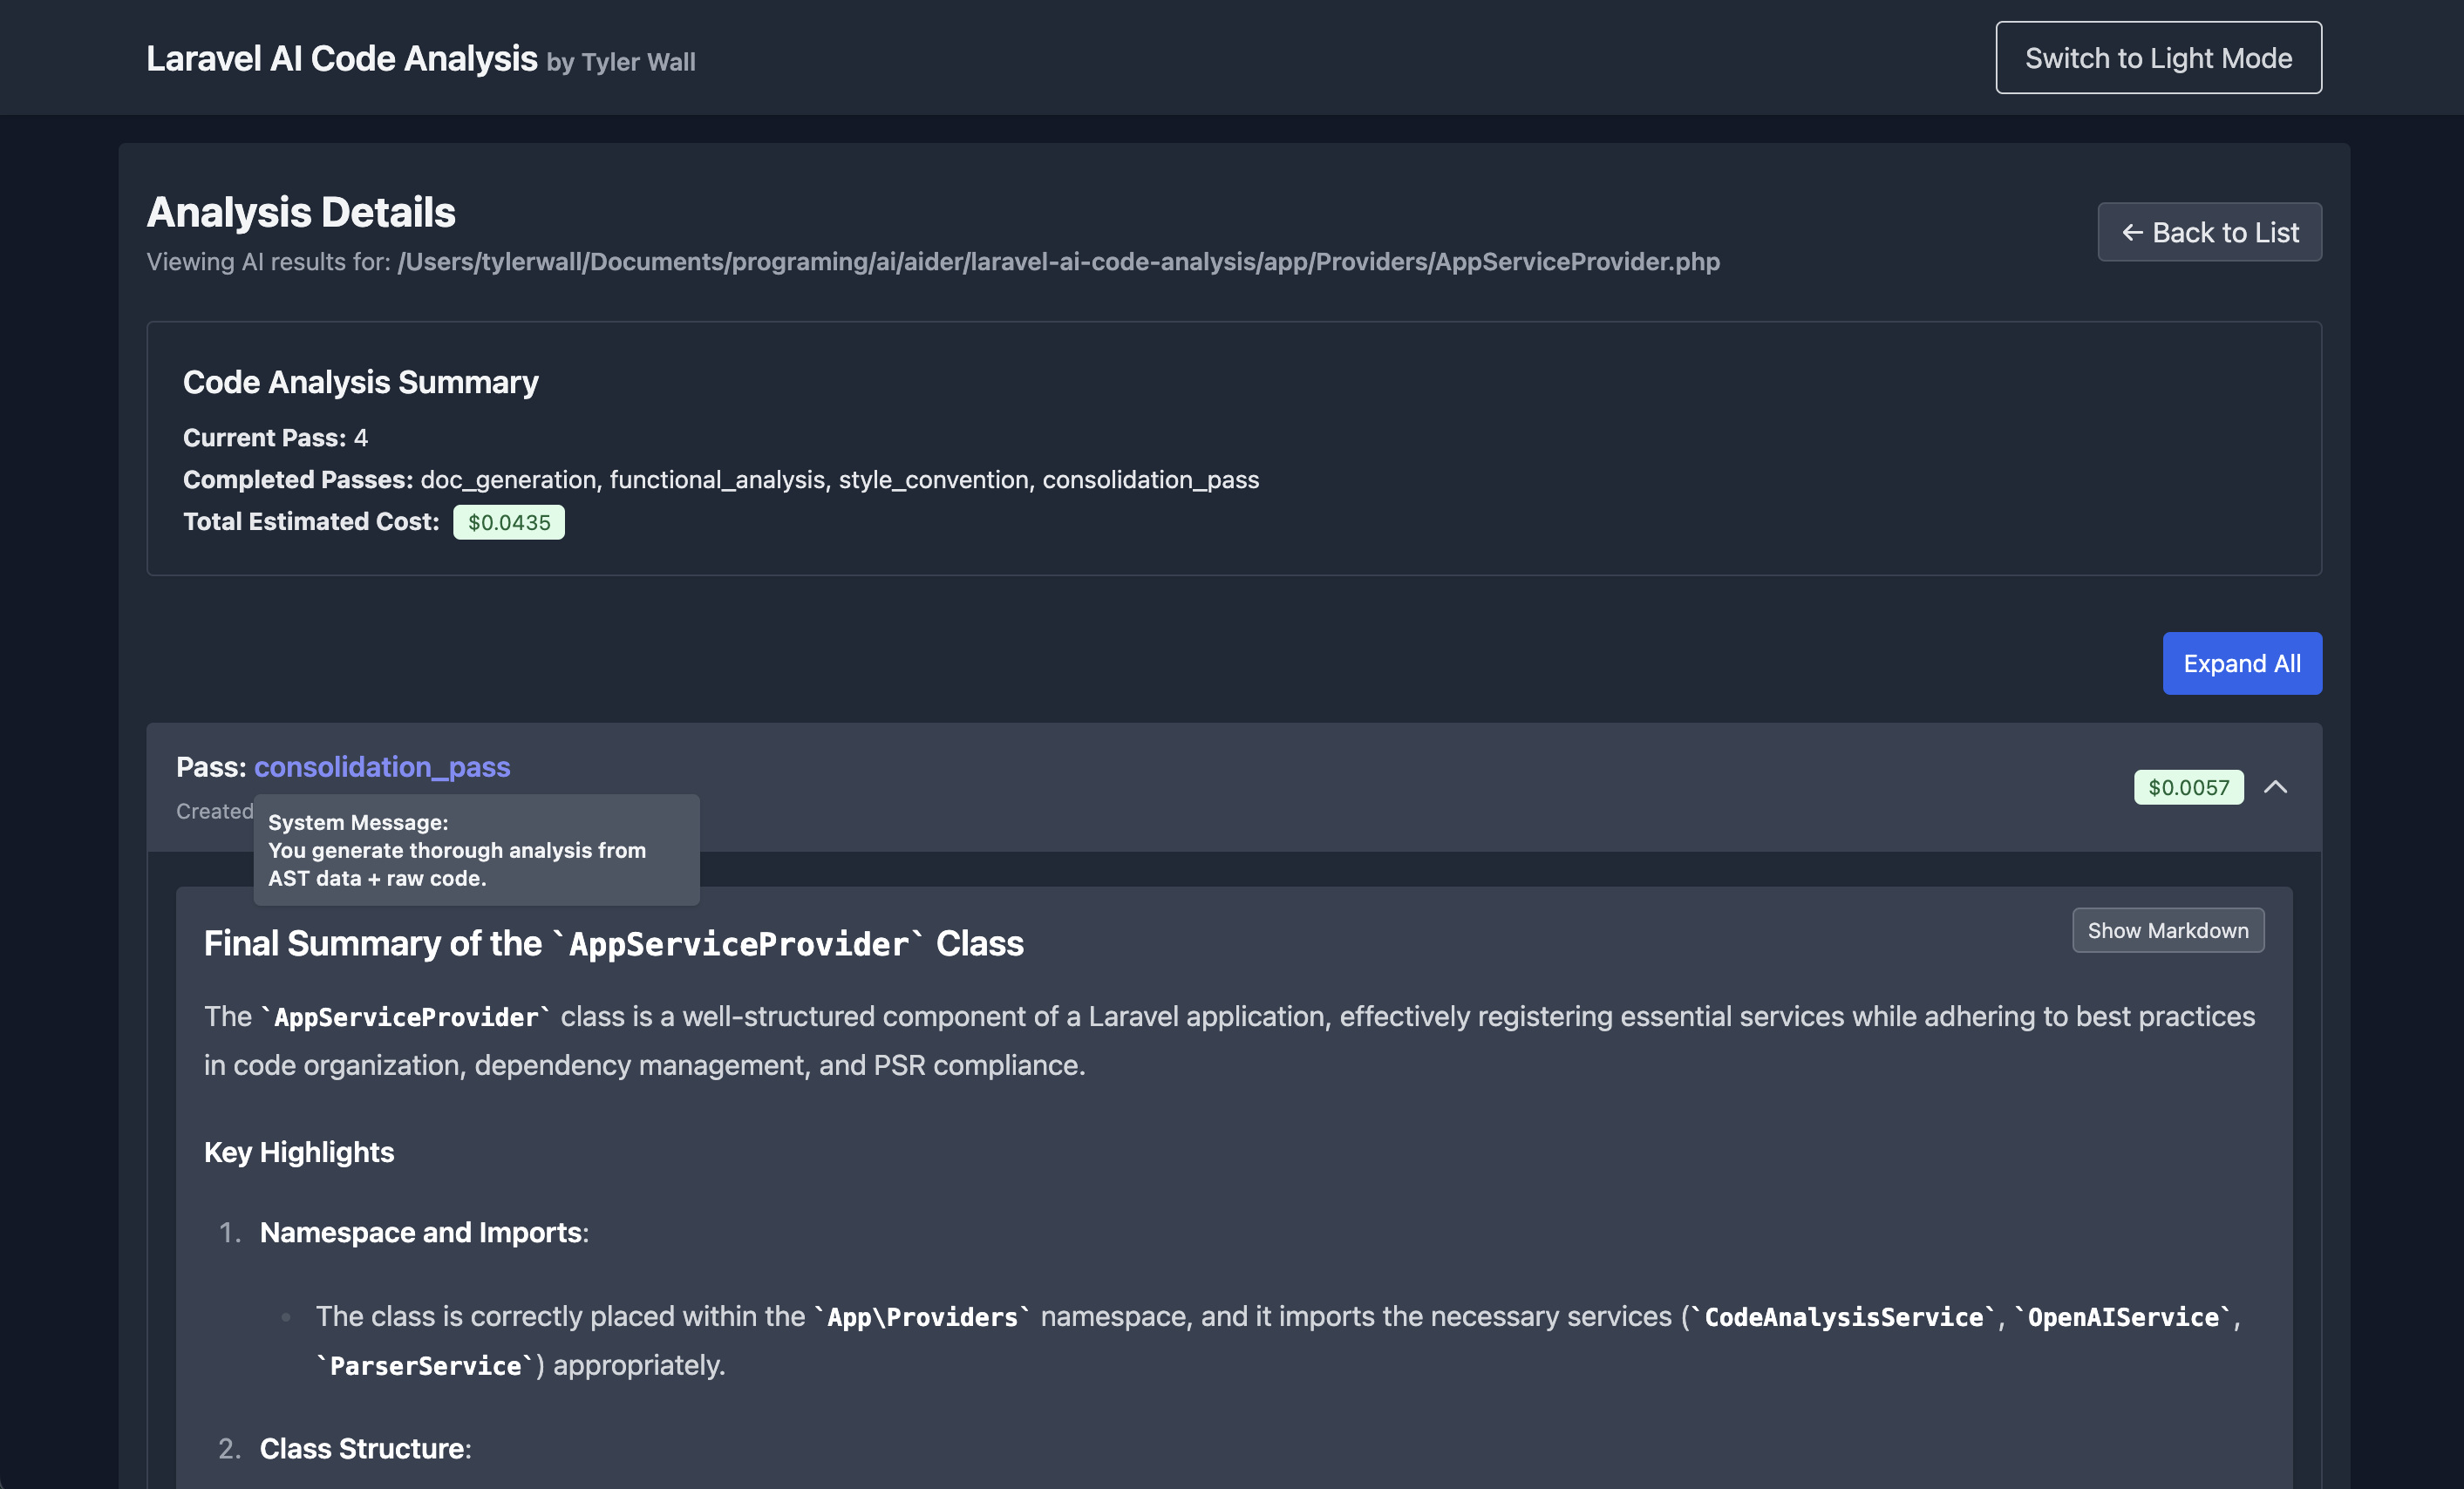 Laravel AI Code Analysis by Tyler Wall
Switch to Light Mode
Analysis Details
← Back to List
Viewing AI results for: /Users/tylerwall/Documents/programing/ai/aider/laravel-ai-code-analysis/app/Providers/AppServiceProvider.php
Code Analysis Summary
Current Pass: 4
Completed Passes: doc_generation, functional_analysis, style_convention, consolidation_pass
Total Estimated Cost: $0.0435
Expand All
Pass: consolidation_pass
$0.0057
Created
System Message:
You generate thorough analysis from
AST data + raw code.
Final Summary of the `AppServiceProvider` Class
Show Markdown
The `AppServiceProvider` class is a well-structured component of a Laravel application, effectively registering essential services while adhering to best practices
in code organization, dependency management, and PSR compliance.
Key Highlights
1. Namespace and Imports:
• The class is correctly placed within the `App\Providers` namespace, and it imports the necessary services (`CodeAnalysisService`, `OpenAIService`,
`ParserService`) appropriately.
2. Class Structure: